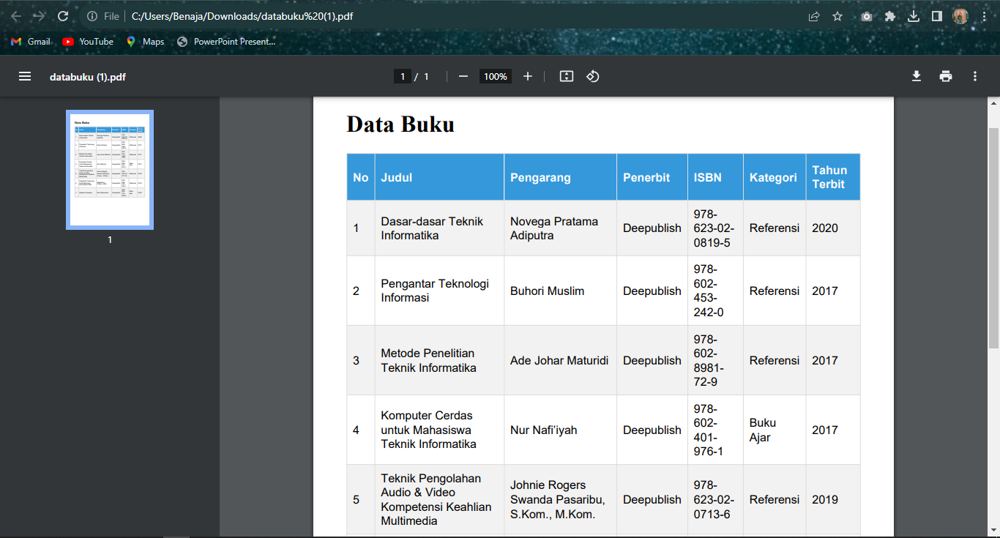 File
C:/Users/Benaja/Downloads/databuku%20(1).pdf
Gmail
YouTube
Maps
PowerPoint Present...
databuku (1).pdf
1 / 1
100%
1
Data Buku
No
Judul
Pengarang
Penerbit
ISBN
Kategori
Tahun
Terbit
1
Dasar-dasar Teknik
Informatika
Novega Pratama
Adiputra
Deepublish
978-
623-02-
0819-5
Referensi
2020
2
Pengantar Teknologi
Informasi
Buhori Muslim
Deepublish
978-
602-
453-
242-0
Referensi
2017
3
Metode Penelitian
Teknik Informatika
Ade Johar Maturidi
Deepublish
978-
602-
8981-
72-9
Referensi
2017
4
Komputer Cerdas
untuk Mahasiswa
Teknik Informatika
Nur Nafi’iyah
Deepublish
978-
602-
401-
976-1
Buku
Ajar
2017
5
Teknik Pengolahan
Audio & Video
Kompetensi Keahlian
Multimedia
Johnie Rogers
Swanda Pasaribu,
S.Kom., M.Kom.
Deepublish
978-
623-02-
0713-6
Referensi
2019